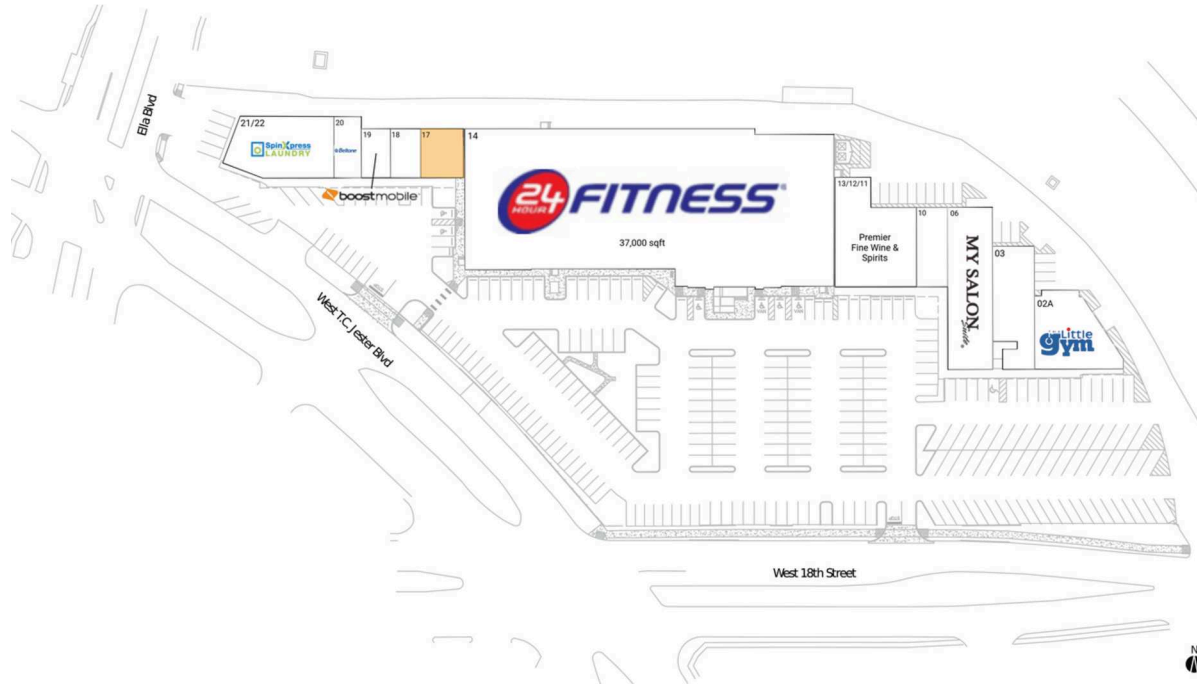 Ella Blvd
21/22
SpinXpress
LAUNDRY
20
19
18
17
boostmobile
14
24
HOUR
FITNESS
37,000 sqft
13/12/11
Premier
Fine Wine &
Spirits
10
06
MY SALON
Suite
03
02A
the Little
gym
West T.C. Jester Blvd
West 18th Street
N